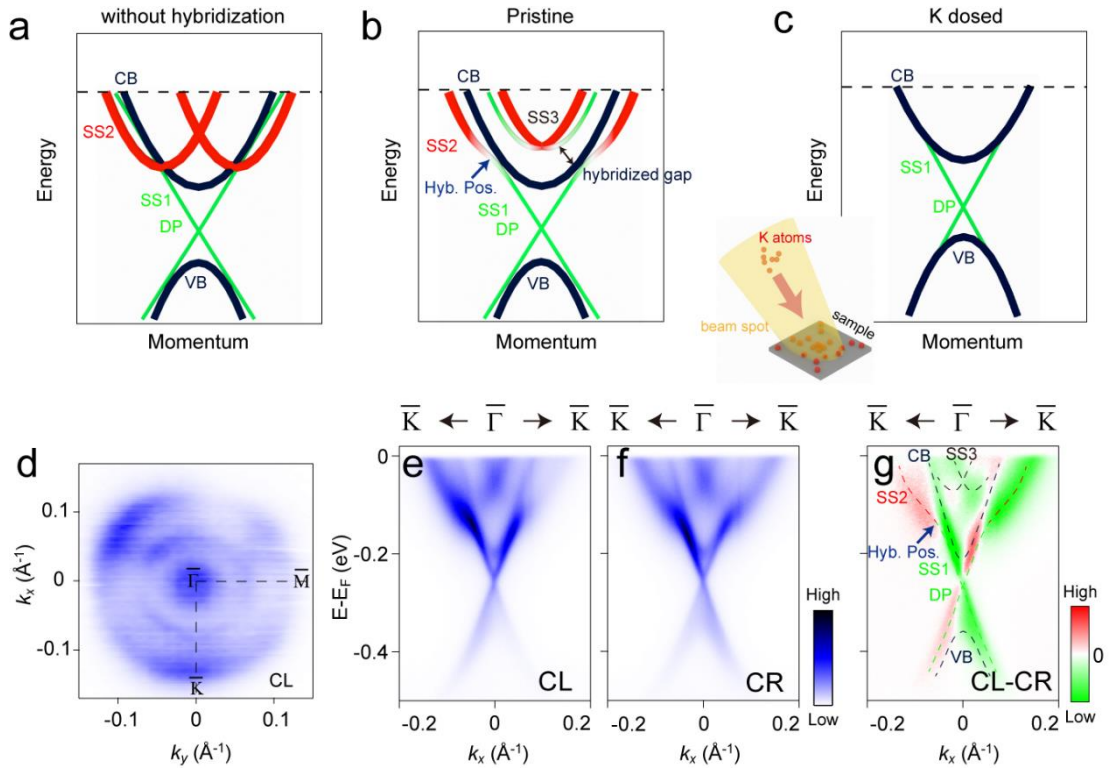 without hybridization
Pristine
K dosed
a
CB
SS2
SS1
DP
VB
Energy
Momentum
b
SS3
SS2
Hyb. Pos.
hybridized gap
SS1
DP
VB
Energy
Momentum
c
CB
SS1
DP
VB
Energy
Momentum
K atoms
beam spot
sample
d
0.1
0
-0.1
kx (Å-1)
Γ
M
K
CL
-0.1 0 0.1
ky (Å-1)
K Γ K
e
0
-0.2
-0.4
E-EF (eV)
CL
-0.2 0 0.2
kx (Å-1)
K Γ K
f
CR
0 0.2
kx (Å-1)
High
Low
K Γ K
g
CB
SS3
SS2
Hyb. Pos.
SS1
DP
VB
CL-CR
-0.2 0 0.2
kx (Å-1)
High
0
Low